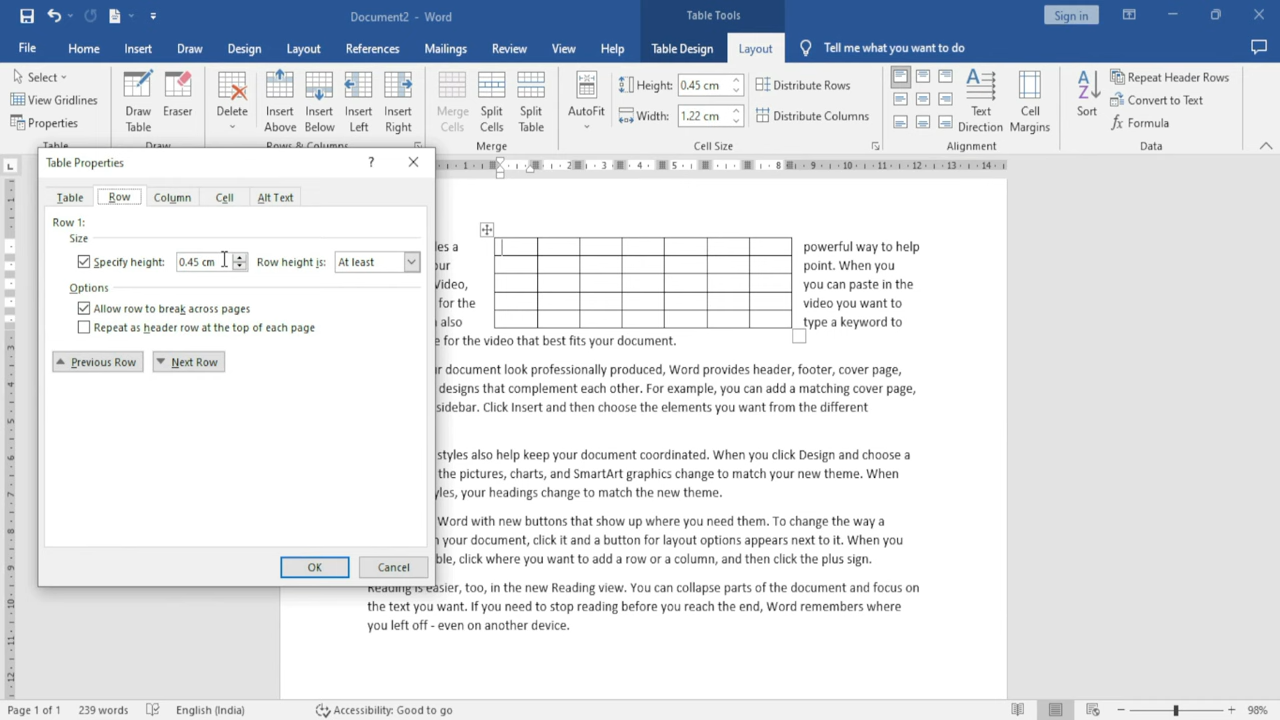 Document2 - Word
Table Tools
Sign in
File
Home
Insert
Draw
Design
Layout
References
Mailings
Review
View
Help
Table Design
Layout
Tell me what you want to do
Select
View Gridlines
Properties
Table
Draw Table
Eraser
Draw
Delete
Insert Above
Insert Below
Insert Left
Insert Right
Rows & Columns
Merge Cells
Split Cells
Split Table
Merge
AutoFit
Height: 0.45 cm
Width: 1.22 cm
Distribute Rows
Distribute Columns
Cell Size
Text Direction
Cell Margins
Alignment
Sort
Repeat Header Rows
Convert to Text
Formula
Data
Table Properties
?
Table
Row
Column
Cell
Alt Text
Row 1:
Size
Specify height: 0.45 cm Row height is: At least
Options
Allow row to break across pages
Repeat as header row at the top of each page
Previous Row
Next Row
OK
Cancel
1 2 3 4 5 6 7 8 9 10 11 12 13 14
les a powerful way to help
our point. When you
Video, you can paste in the
for the video you want to
also type a keyword to
e for the video that best fits your document.
r document look professionally produced, Word provides header, footer, cover page,
designs that complement each other. For example, you can add a matching cover page,
sidebar. Click Insert and then choose the elements you want from the different
styles also help keep your document coordinated. When you click Design and choose a
the pictures, charts, and SmartArt graphics change to match your new theme. When
yles, your headings change to match the new theme.
Word with new buttons that show up where you need them. To change the way a
your document, click it and a button for layout options appears next to it. When you
ble, click where you want to add a row or a column, and then click the plus sign.
Reading is easier, too, in the new Reading view. You can collapse parts of the document and focus on
the text you want. If you need to stop reading before you reach the end, Word remembers where
you left off - even on another device.
Page 1 of 1
239 words
English (India)
Accessibility: Good to go
98%